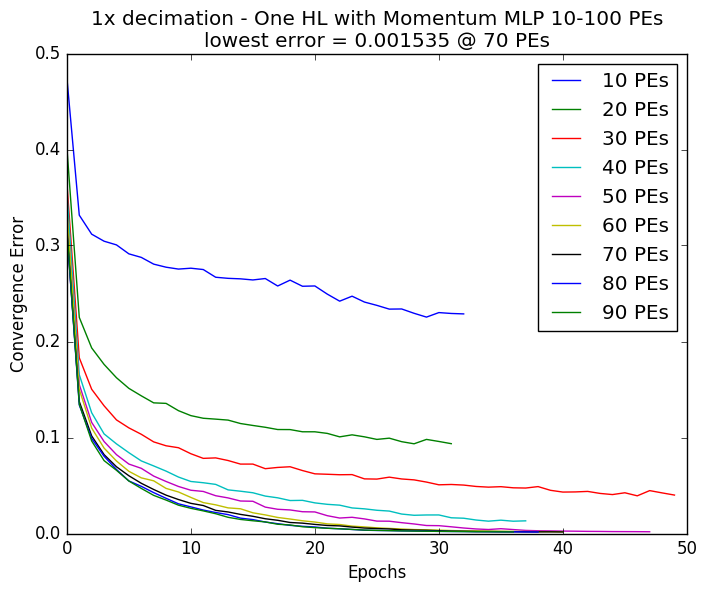 1x decimation - One HL with Momentum MLP 10-100 PEs
lowest error = 0.001535 @ 70 PEs
0.5
0.4
0.3
0.2
0.1
0.0
Convergence Error
10 PEs
20 PEs
30 PEs
40 PEs
50 PEs
60 PEs
70 PEs
80 PEs
90 PEs
0 10 20 30 40 50
Epochs